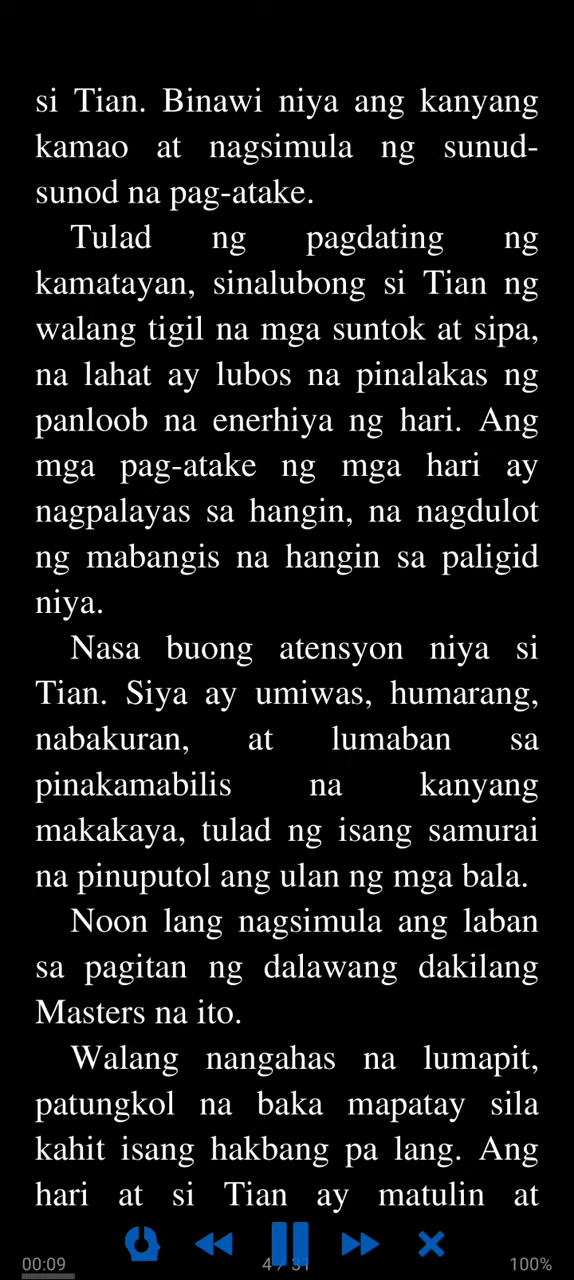 si Tian. Binawi niya ang kanyang
kamao at nagsimula ng sunud-
sunod na pag-atake.
Tulad ng pagdating ng
kamatayan, sinalubong si Tian ng
walang tigil na mga suntok at sipa,
na lahat ay lubos na pinalakas ng
panloob na enerhiya ng hari. Ang
mga pag-atake ng mga hari ay
nagpalayas sa hangin, na nagdulot
ng mabangis na hangin sa paligid
niya.
Nasa buong atensyon niya si
Tian. Siya ay umiwas, humarang,
nabakuran, at lumaban sa
pinakamabilis na kanyang
makakaya, tulad ng isang samurai
na pinuputol ang ulan ng mga bala.
Noon lang nagsimula ang laban
sa pagitan ng dalawang dakilang
Masters na ito.
Walang nangahas na lumapit,
patungkol na baka mapatay sila
kahit isang hakbang pa lang. Ang
hari at si Tian ay matulin at
00:09 4 / 31 100%